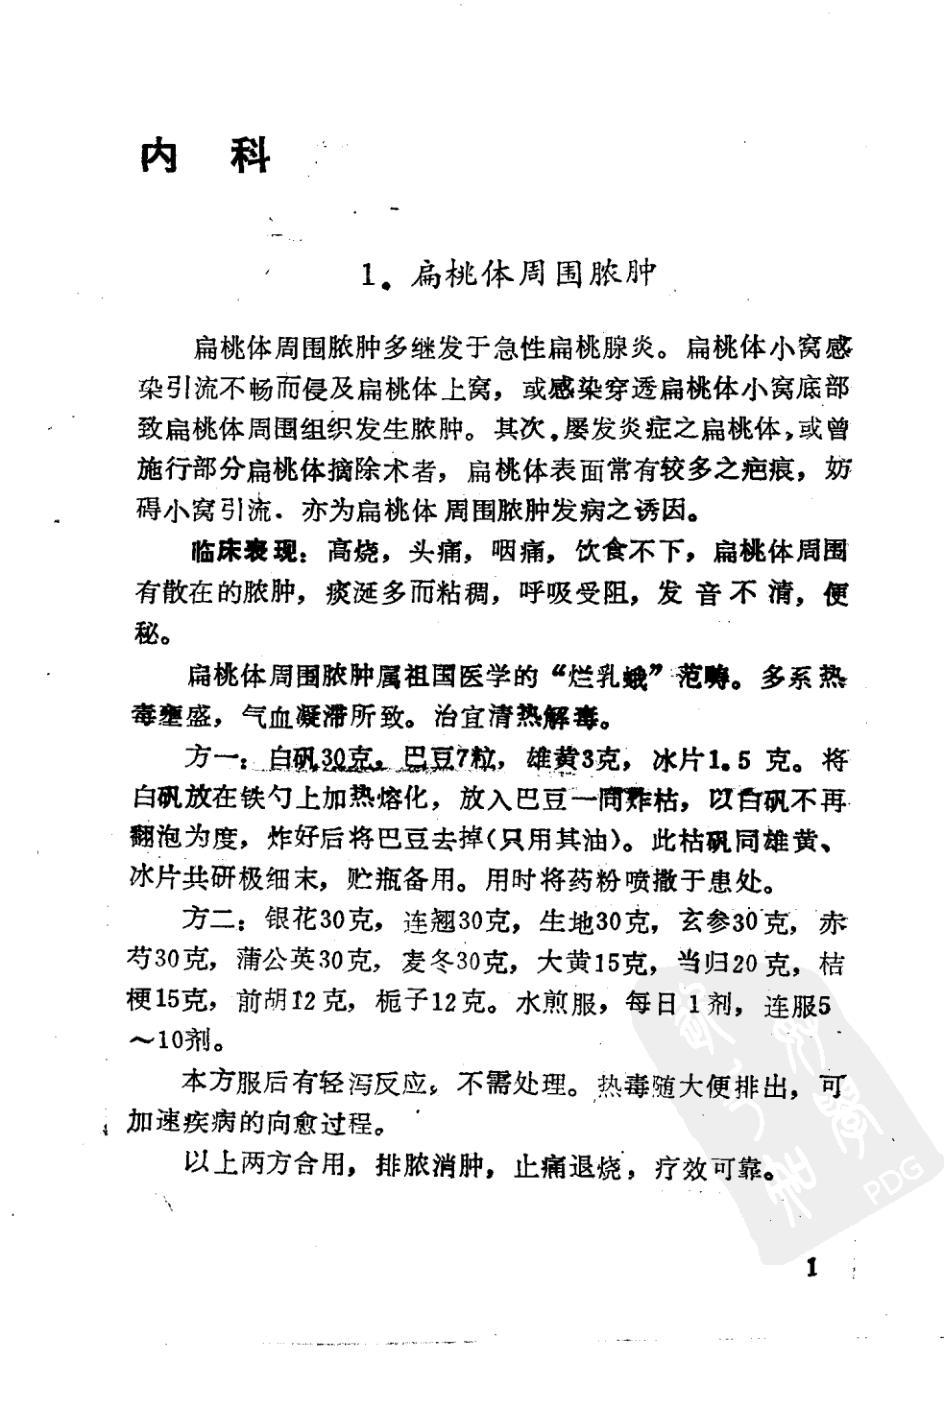 内 科
1. 扁桃体周围脓肿
扁桃体周围脓肿多继发于急性扁桃腺炎。扁桃体小窝感
染引流不畅而侵及扁桃体上窝，或感染穿透扁桃体小窝底部
致扁桃体周围组织发生脓肿。其次，屡发炎症之扁桃体，或曾
施行部分扁桃体摘除术者，扁桃体表面常有较多之疤痕，妨
碍小窝引流．亦为扁桃体周围脓肿发病之诱因。
临床表现：高烧，头痛，咽痛，饮食不下，扁桃体周围
有散在的脓肿，痰涎多而粘稠，呼吸受阻，发音不清，便
秘。
扁桃体周围脓肿属祖国医学的“烂乳蛾”范畴。多系热
毒壅盛，气血凝滞所致。治宜清热解毒。
方一：白矾30克。巴豆7粒，雄黄3克，冰片1.5克。将
白矾放在铁勺上加热熔化，放入巴豆一同炸枯，以白矾不再
翻泡为度，炸好后将巴豆去掉(只用其油)。此枯矾同雄黄、
冰片共研极细末，贮瓶备用。用时将药粉喷撒于患处。
方二：银花30克，连翘30克，生地30克，玄参30克，赤
芍30克，蒲公英30克，麦冬30克，大黄15克，当归20克，桔
梗15克，前胡12克，栀子12克。水煎服，每日1剂，连服5
～10剂。
本方服后有轻泻反应，不需处理。热毒随大便排出，可
加速疾病的向愈过程。
以上两方合用，排脓消肿，止痛退烧，疗效可靠。
PDG
1